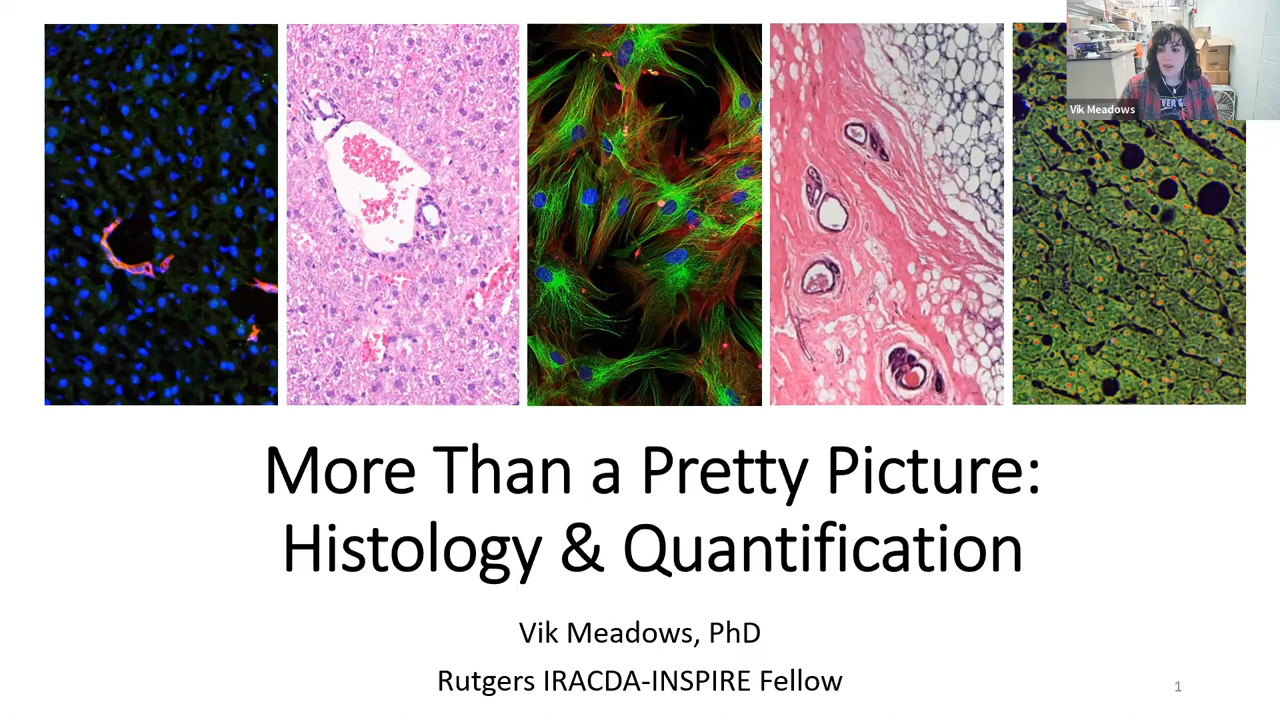 Vik Meadows
More Than a Pretty Picture:
Histology & Quantification
Vik Meadows, PhD
Rutgers IRACDA-INSPIRE Fellow
1